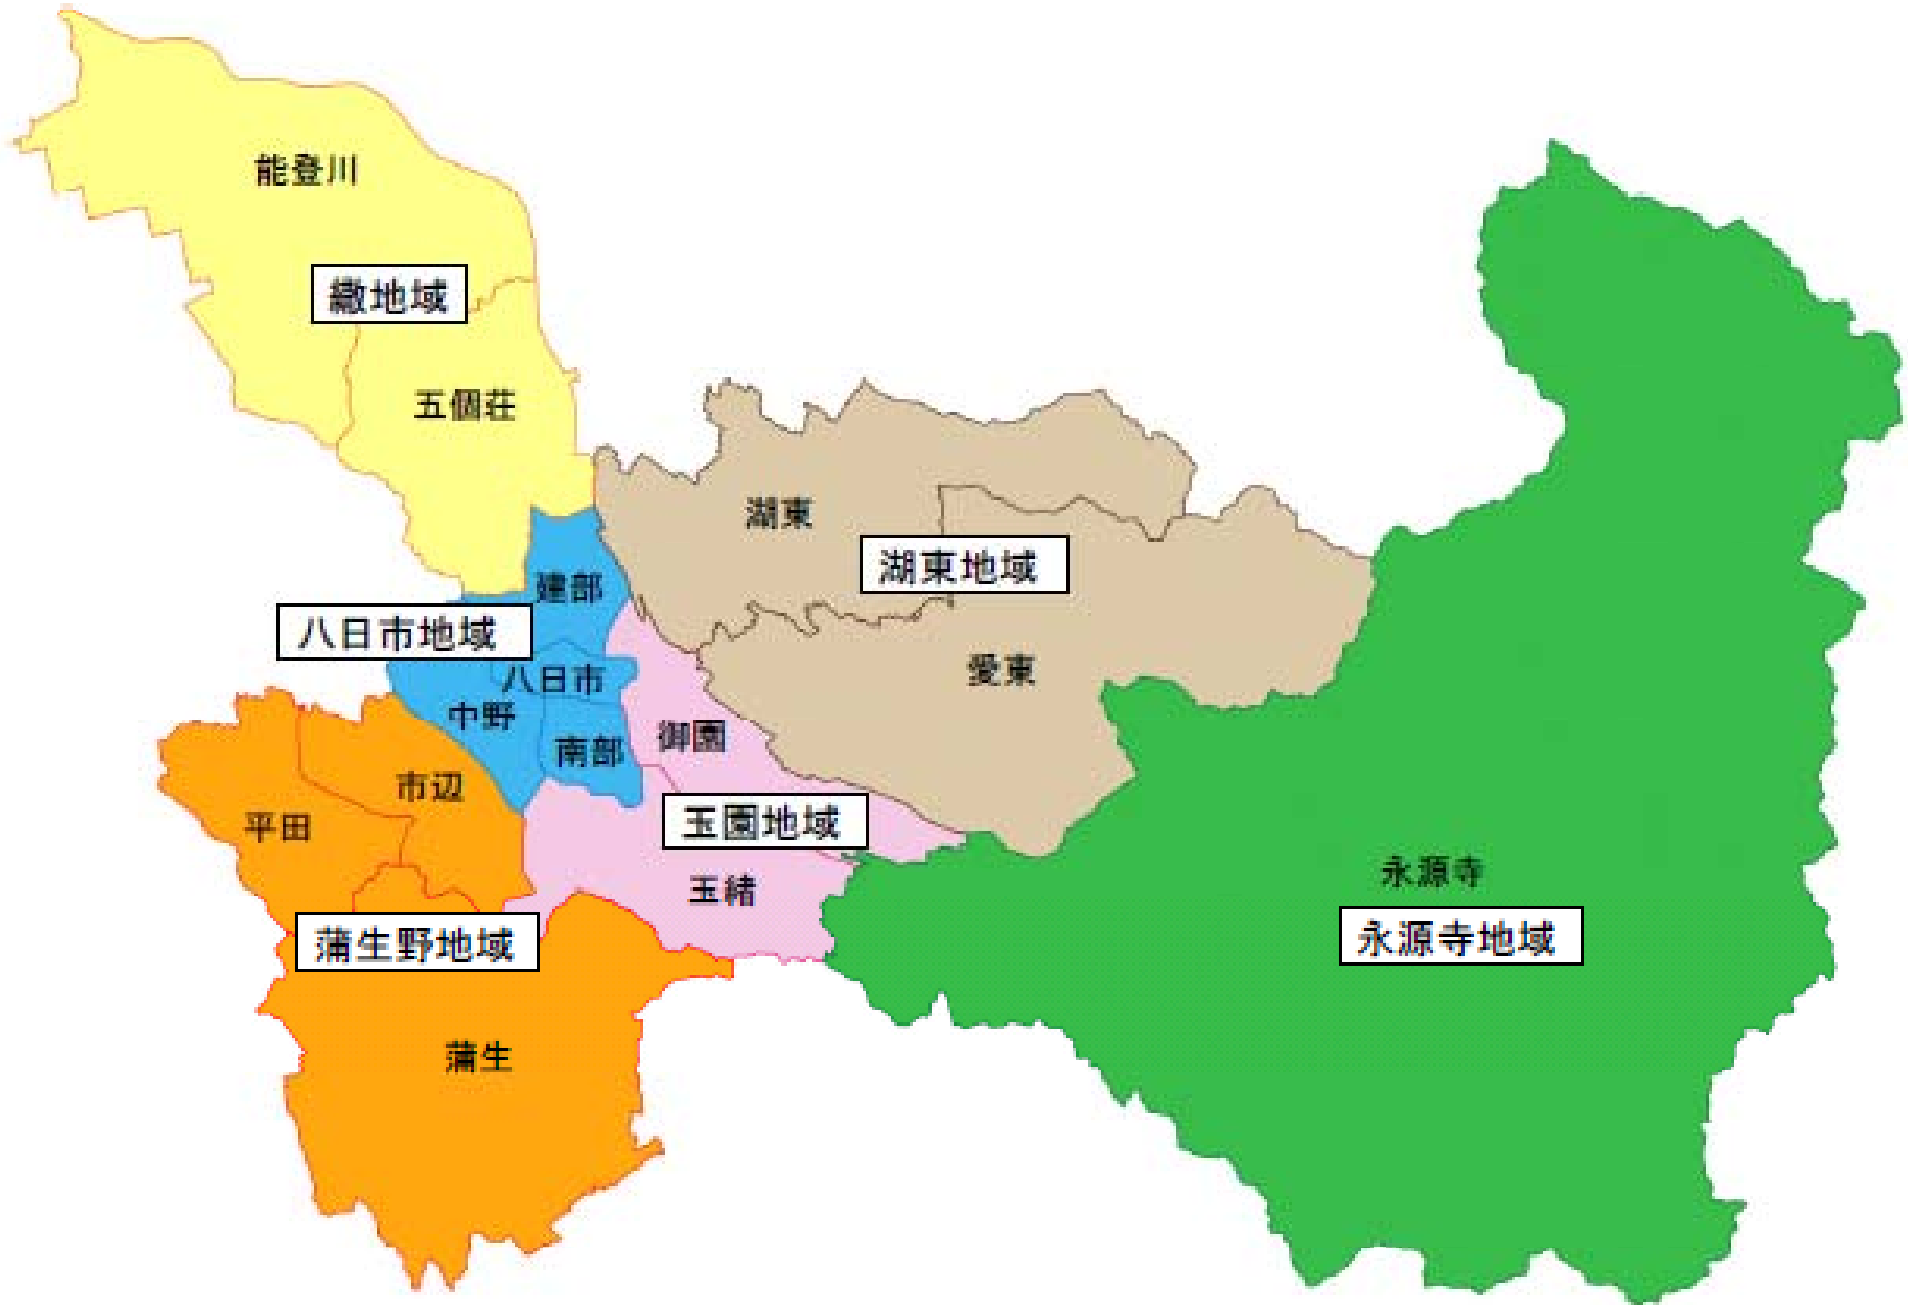 能登川
繖地域
五個荘
湖東
湖東地域
建部
八日市地域
八日市
愛東
中野
御園
南部
市辺
玉園地域
平田
永源寺
玉緒
永源寺地域
蒲生野地域
蒲生